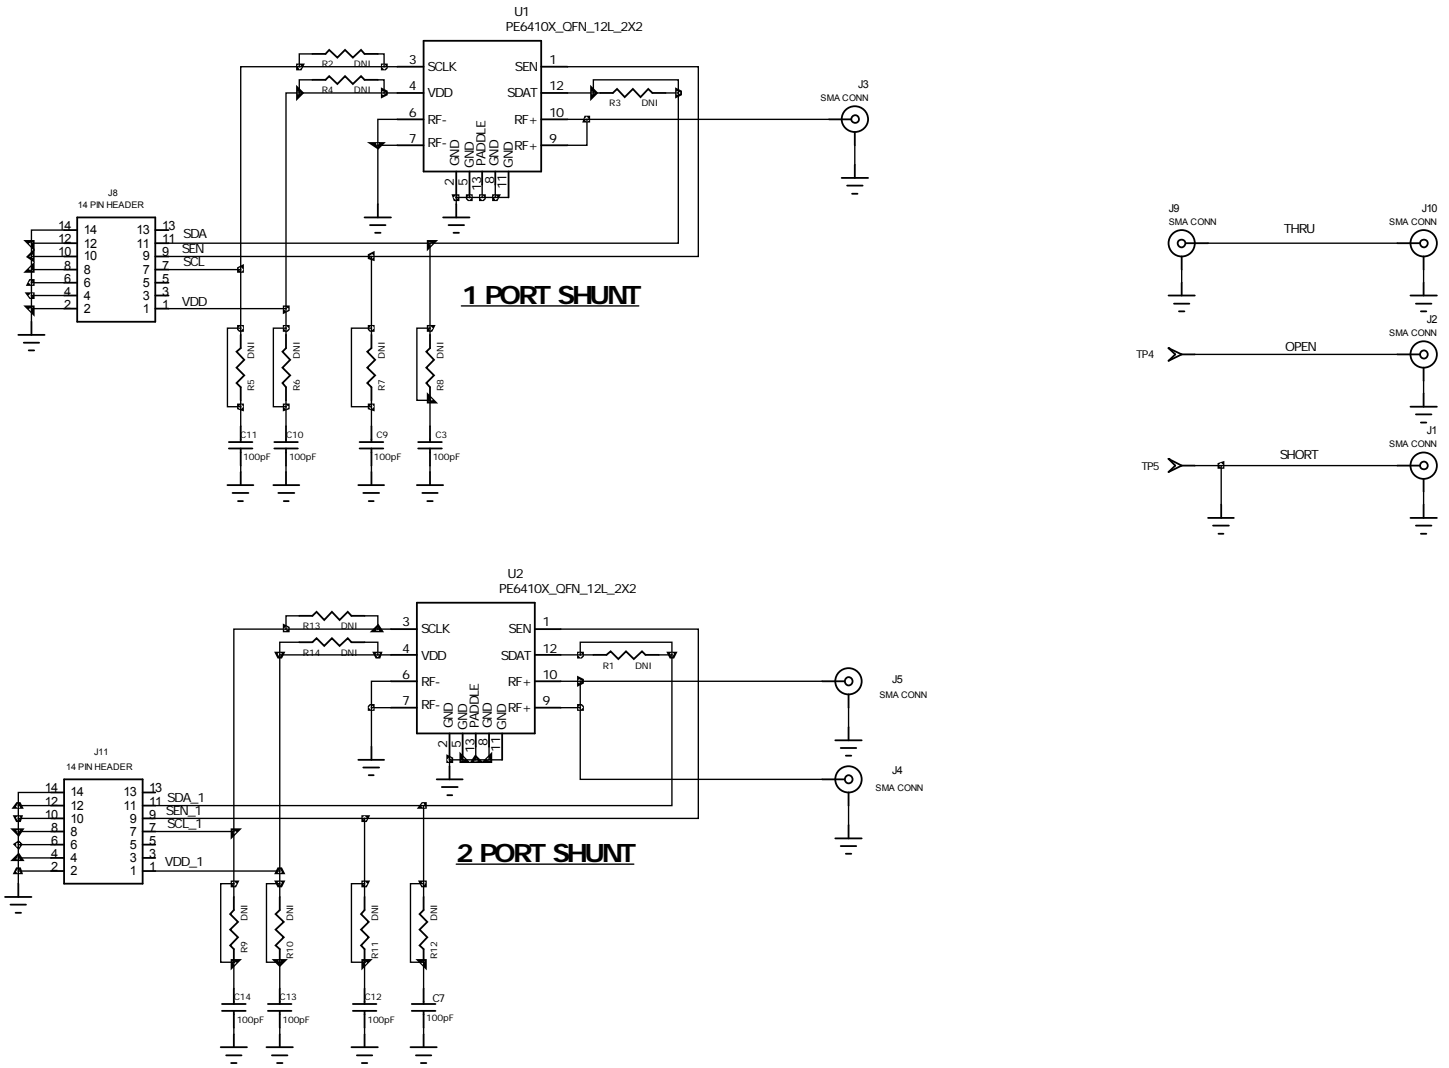 U1
PE6410X_QFN_12L_2X2
R2 DNI
3 SCLK
SEN 1
R4 DNI
4 VDD
SDAT 12
R3 DNI
6 RF-
RF+ 10
7 RF-
RF+ 9
GND GND PADDLE GND GND
2 5 13 8 11
J3
SMA CONN
J8
14 PIN HEADER
14 14 13 13
12 12 11 11 SDA
10 10 9 9 SEN
8 8 7 7 SCL
6 6 5 5
4 4 3 3
2 2 1 1 VDD
1 PORT SHUNT
R5 DNI
R6 DNI
R7 DNI
R8 DNI
C11 C10 C9 C3
100pF 100pF 100pF 100pF
J9
SMA CONN
THRU
J10
SMA CONN
TP4
OPEN
J2
SMA CONN
TP5
SHORT
J1
SMA CONN
U2
PE6410X_QFN_12L_2X2
R13 DNI
3 SCLK
SEN 1
R14 DNI
4 VDD
SDAT 12
R1 DNI
6 RF-
RF+ 10
7 RF-
RF+ 9
GND GND PADDLE GND GND
2 5 13 8 11
J5
SMA CONN
J4
SMA CONN
J11
14 PIN HEADER
14 14 13 13
12 12 11 11 SDA_1
10 10 9 9 SEN_1
8 8 7 7 SCL_1
6 6 5 5
4 4 3 3
2 2 1 1 VDD_1
2 PORT SHUNT
R9 DNI
R10 DNI
R11 DNI
R12 DNI
C14 C13 C12 C7
100pF 100pF 100pF 100pF